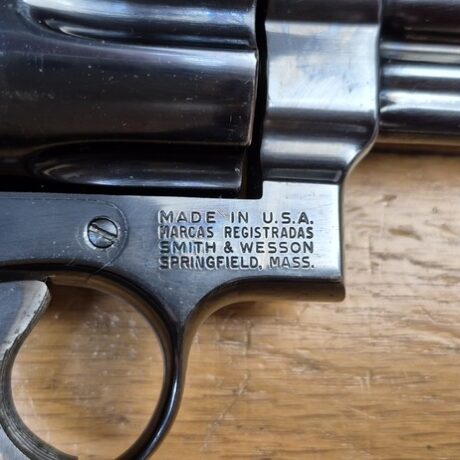 MADE IN U.S.A.
MARCAS REGISTRADAS
SMITH & WESSON
SPRINGFIELD, MASS.